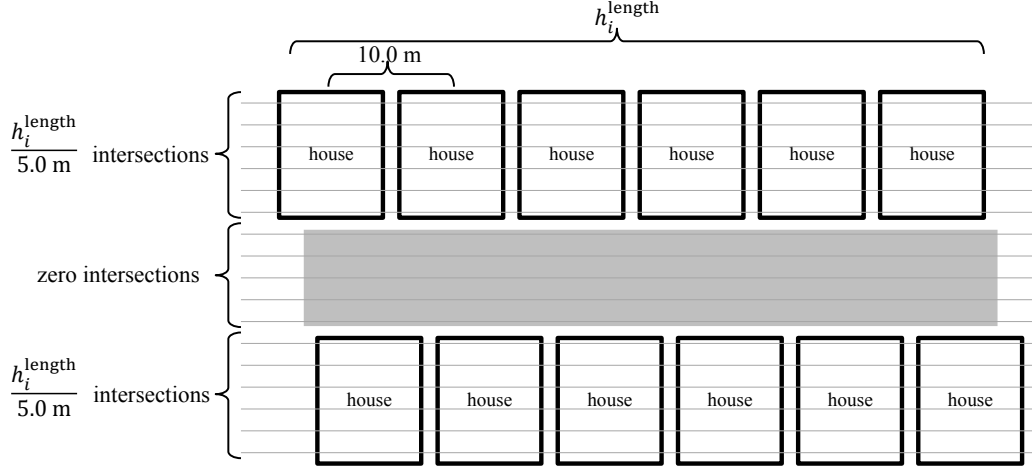 h_i^length
10.0 m
h_i^length
5.0 m
intersections
house house house house house house
zero intersections
h_i^length
5.0 m
intersections
house house house house house house